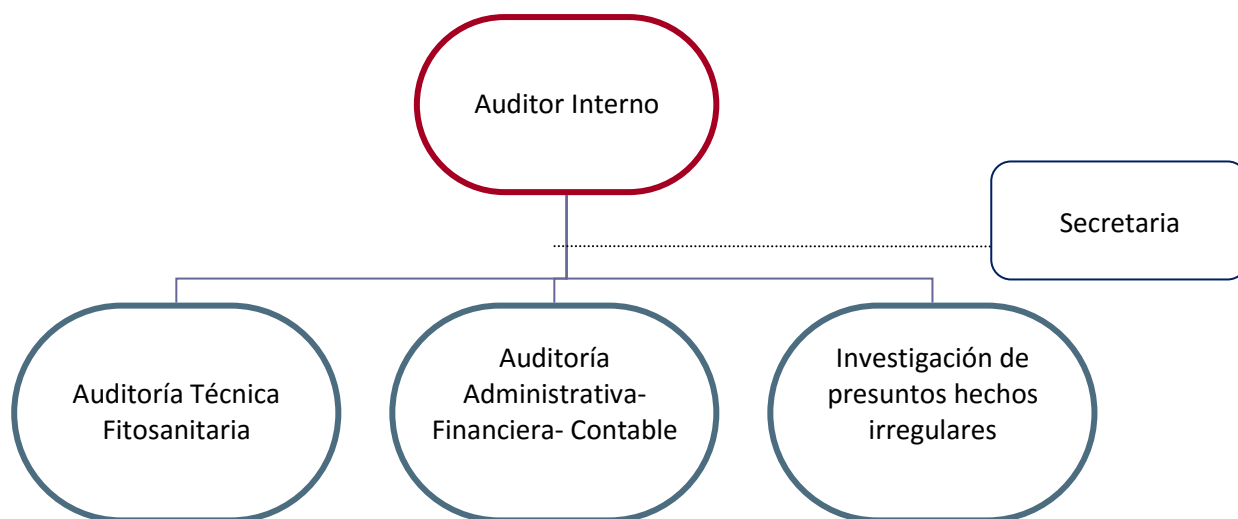 Auditor Interno
Secretaria
Auditoría Técnica
Fitosanitaria
Auditoría
Administrativa-
Financiera- Contable
Investigación de
presuntos hechos
irregulares